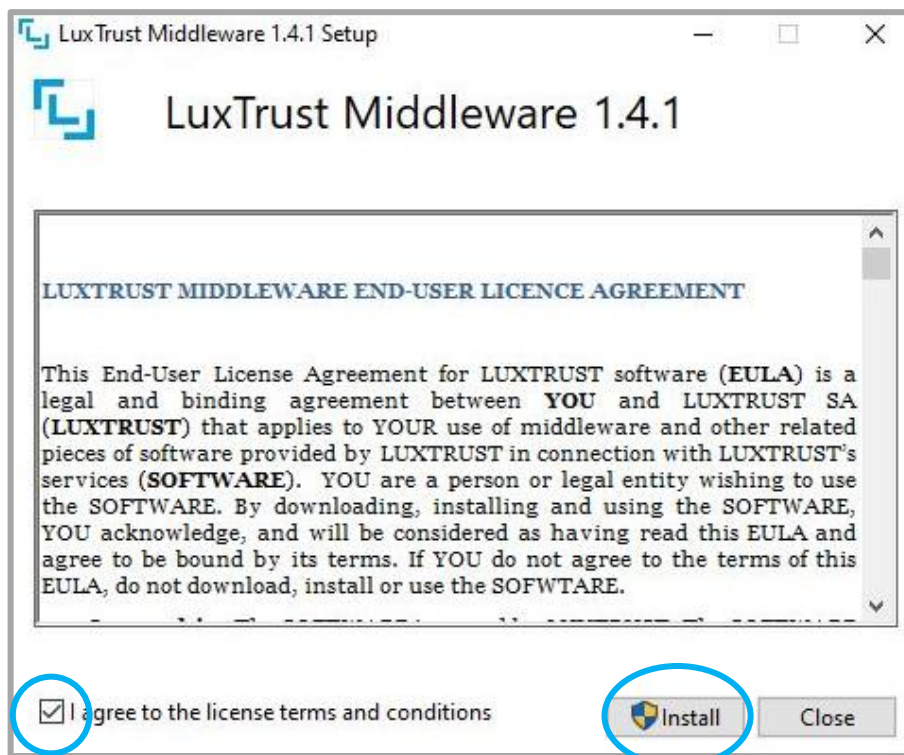 LuxTrust Middleware 1.4.1 Setup
LuxTrust Middleware 1.4.1
LUXTRUST MIDDLEWARE END-USER LICENCE AGREEMENT
This End-User License Agreement for LUXTRUST software (EULA) is a
legal and binding agreement between YOU and LUXTRUST SA
(LUXTRUST) that applies to YOUR use of middleware and other related
pieces of software provided by LUXTRUST in connection with LUXTRUST's
services (SOFTWARE). YOU are a person or legal entity wishing to use
the SOFTWARE. By downloading, installing and using the SOFTWARE,
YOU acknowledge, and will be considered as having read this EULA and
agree to be bound by its terms. If YOU do not agree to the terms of this
EULA, do not download, install or use the SOFWTARE.
I agree to the license terms and conditions
Install
Close